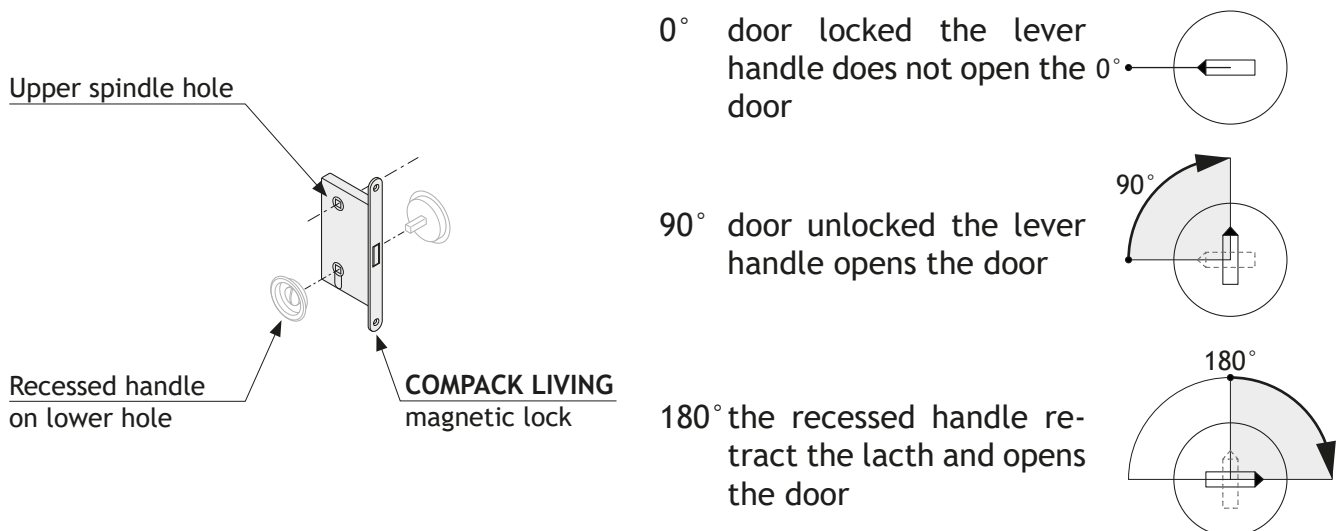 Upper spindle hole
Recessed handle
on lower hole
COMPACK LIVING
magnetic lock
0° door locked the lever
handle does not open the
door
0°
90° door unlocked the lever
handle opens the door
90°
180° the recessed handle re-
tract the lacth and opens
the door
180°